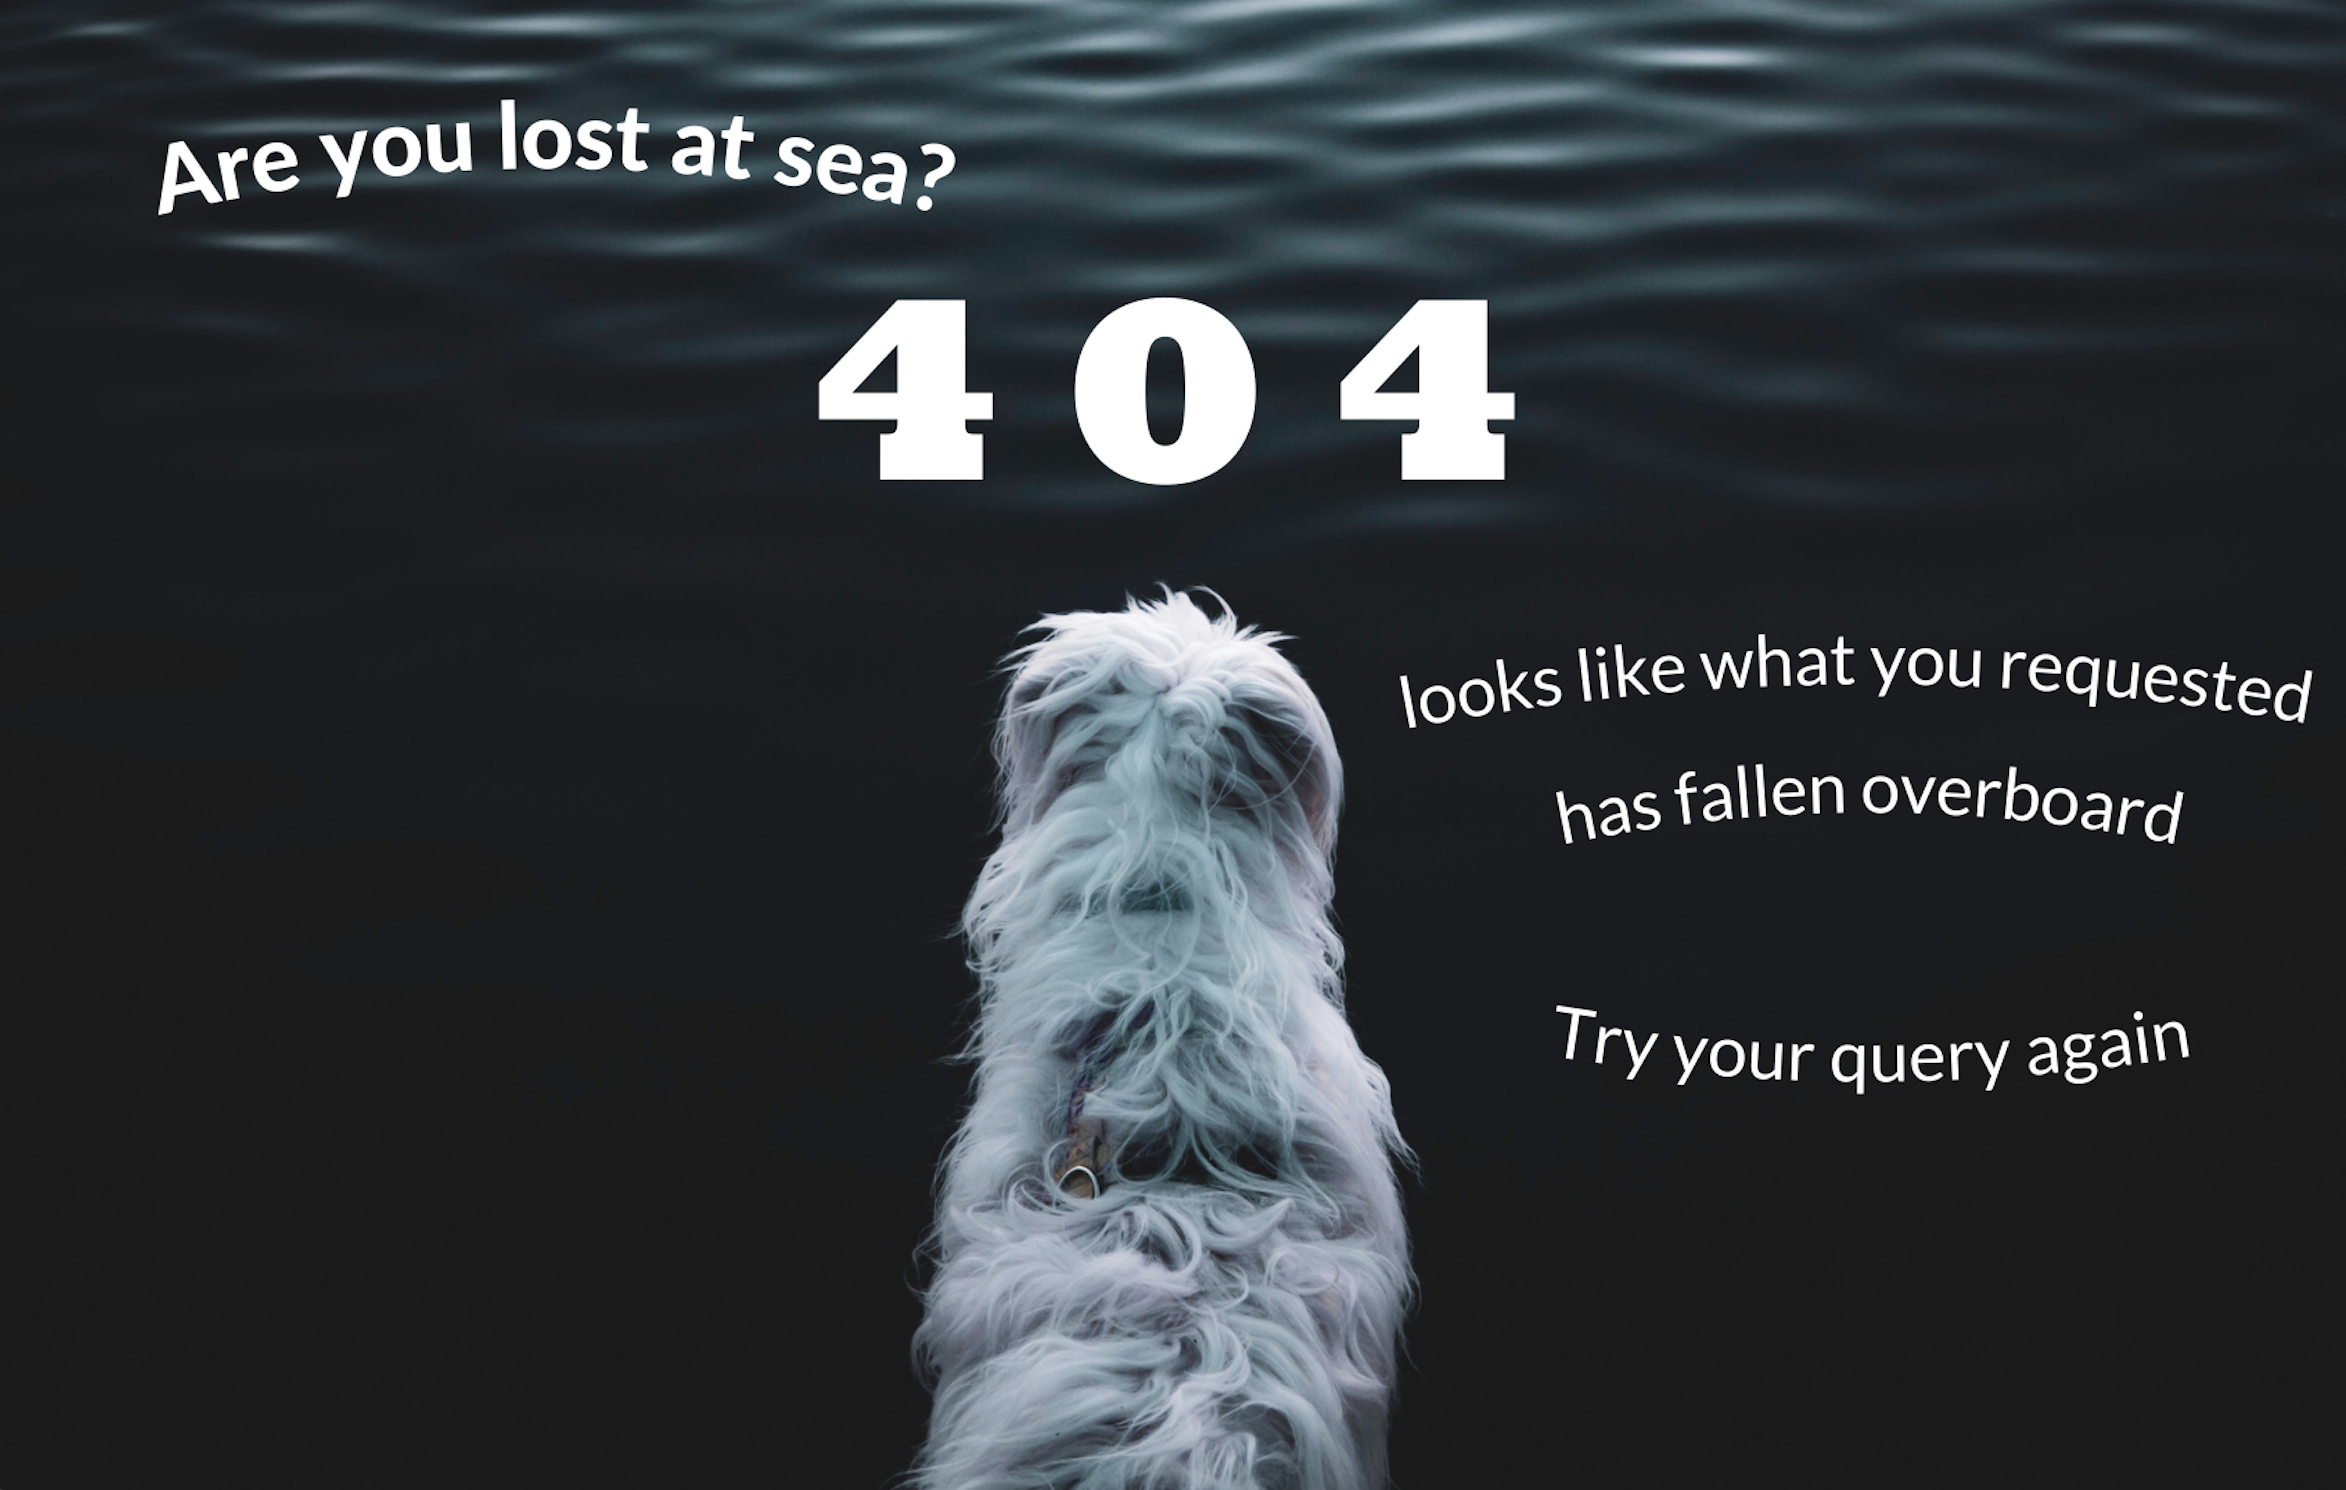 Are you lost at sea?
404
looks like what you requested
has fallen overboard
Try your query again